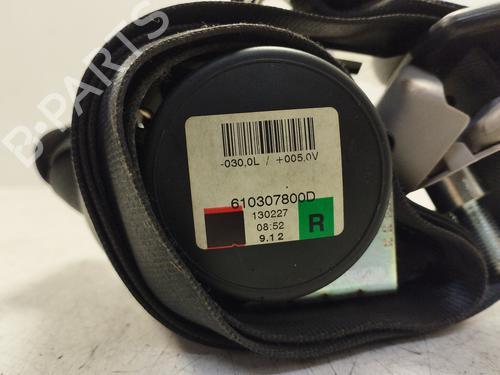 B-PARTS
-030,0L / +005,0V
610307800D
130227
08:52
9.1 2
R